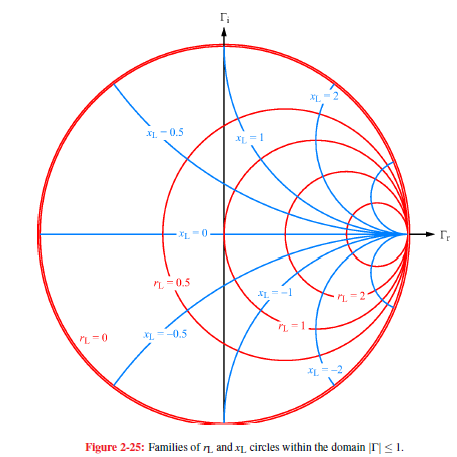 Γi
xL = 2
xL = 0.5
xL = 1
xL = 0
Γr
rL = 0.5
xL = −1
rL = 2
rL = 1
xL = −0.5
rL = 0
xL = −2
Figure 2-25: Families of rL and xL circles within the domain |Γ| ≤ 1.